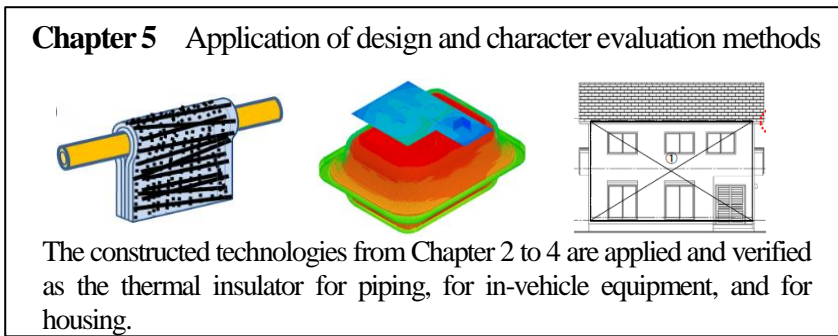 Chapter 5 Application of design and character evaluation methods
①
The constructed technologies from Chapter 2 to 4 are applied and verified
as the thermal insulator for piping, for in-vehicle equipment, and for
housing.